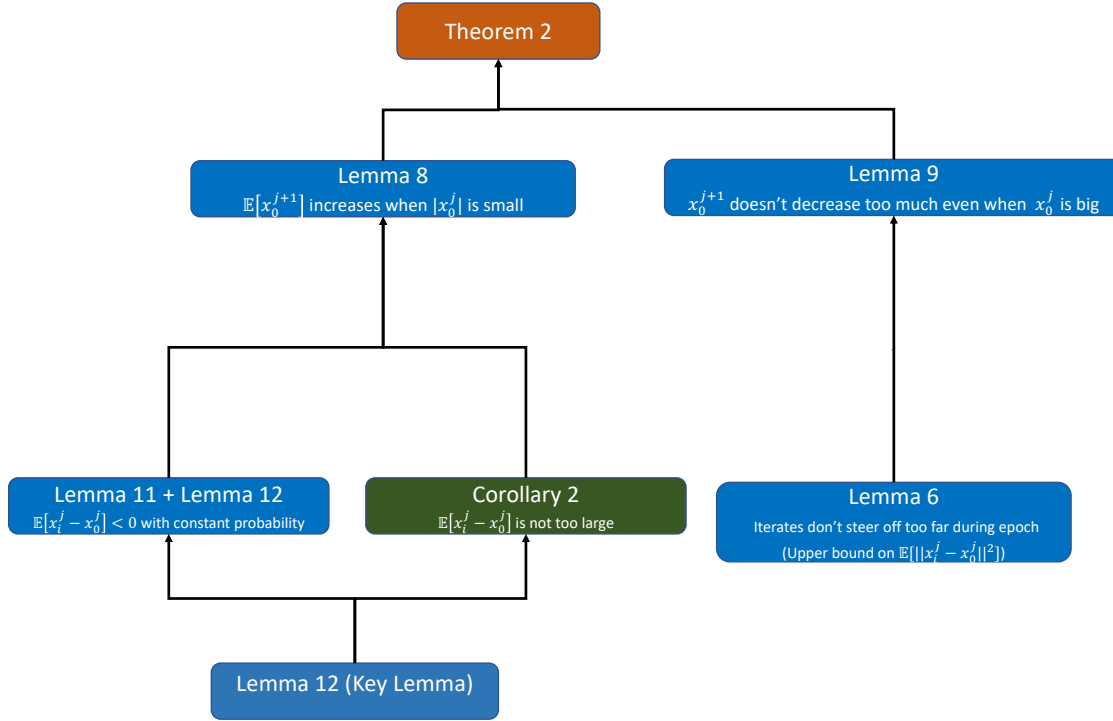 Theorem 2
Lemma 8
𝔼[x_0^{j+1}] increases when |x_0^j| is small
Lemma 9
x_0^{j+1} doesn't decrease too much even when x_0^j is big
Lemma 11 + Lemma 12
𝔼[x_i^j − x_0^j] < 0 with constant probability
Corollary 2
𝔼[x_i^j − x_0^j] is not too large
Lemma 6
Iterates don't steer off too far during epoch
(Upper bound on 𝔼[||x_i^j − x_0^j||^2])
Lemma 12 (Key Lemma)